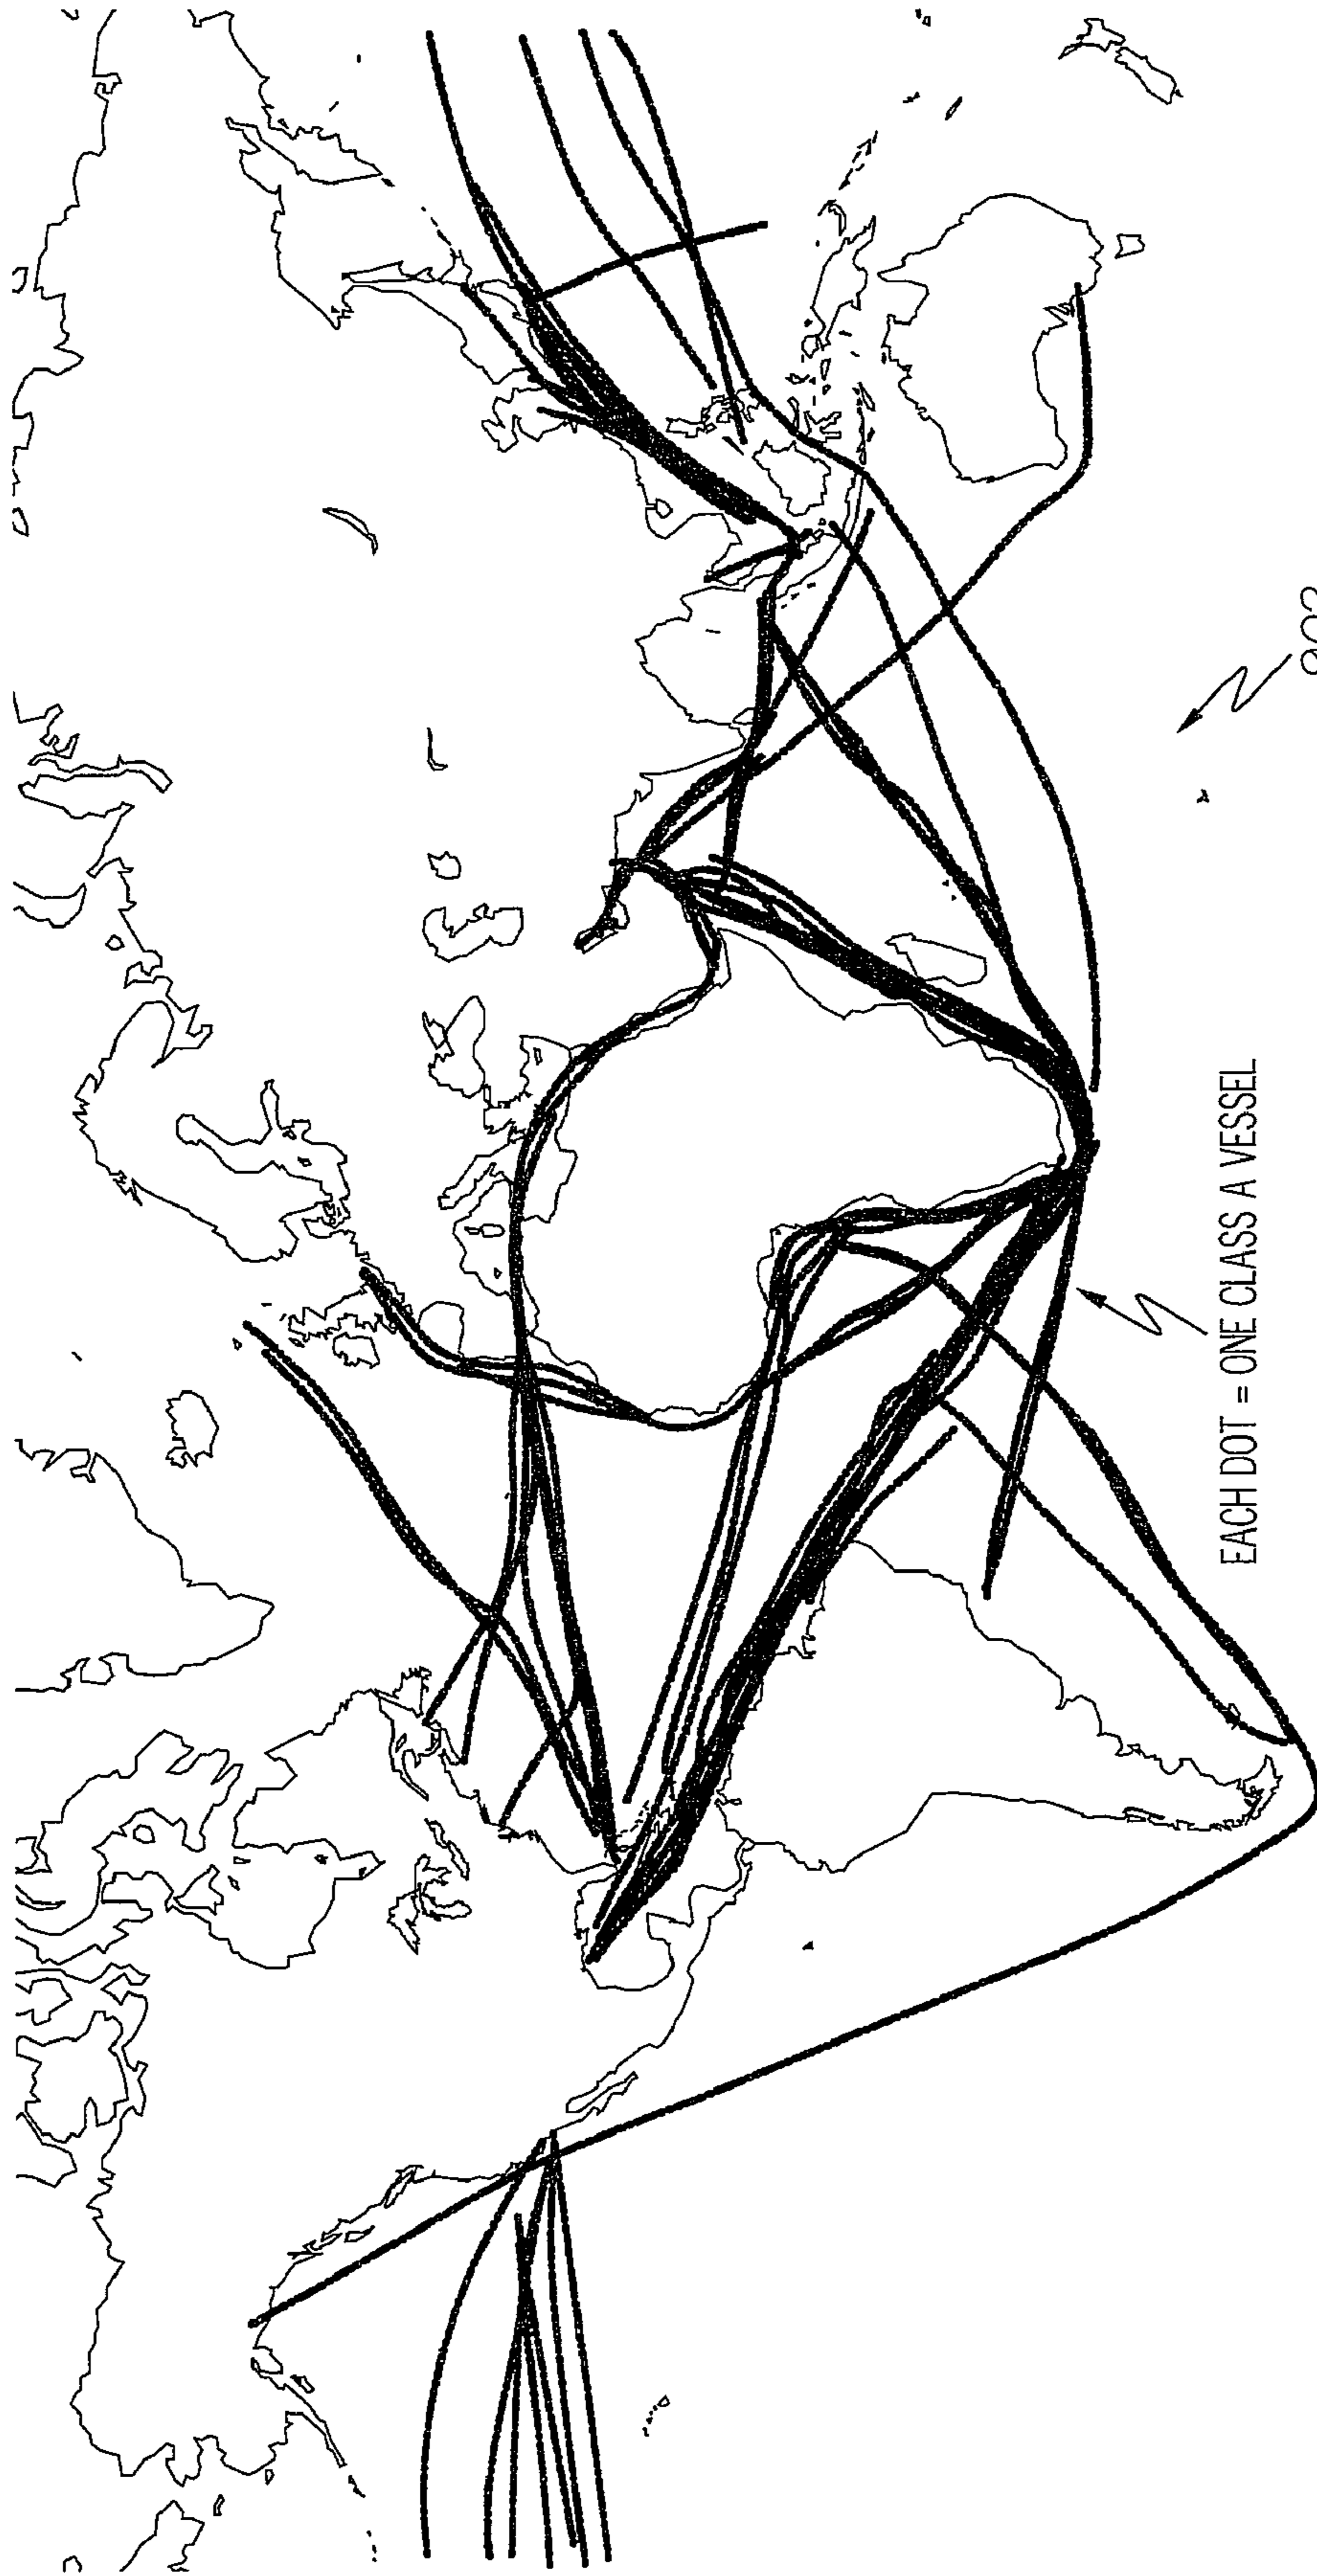 EACH DOT = ONE CLASS A VESSEL